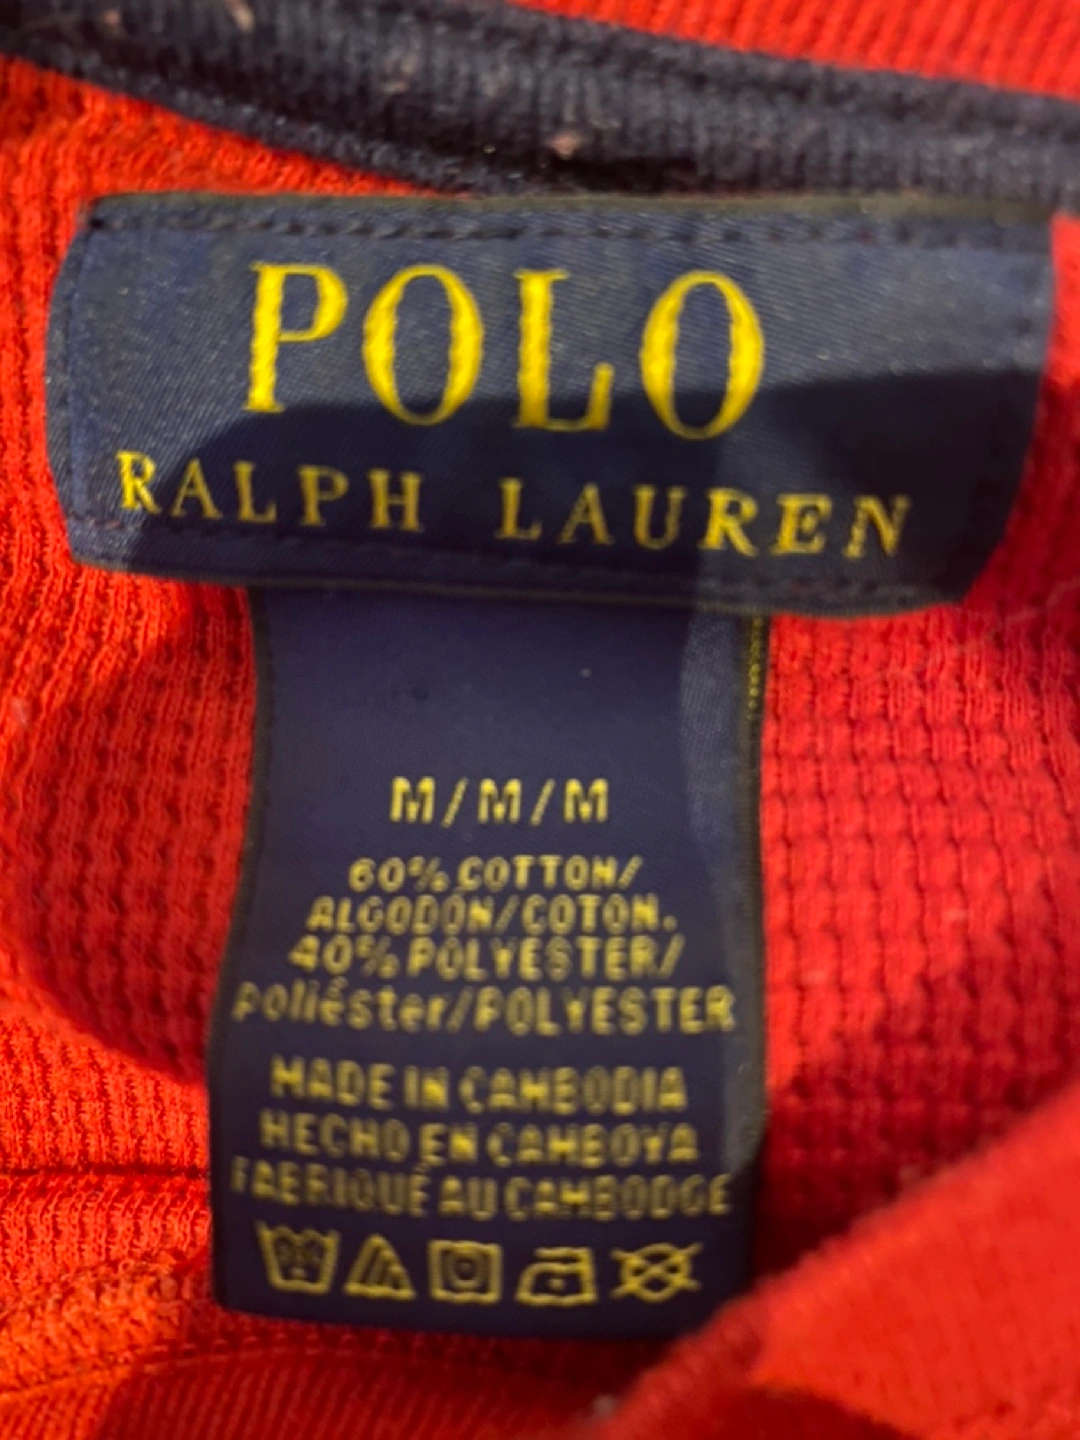 POLO
RALPH LAUREN
M/M/M
60% COTTON/
ALGODÓN/COTON.
40% POLYESTER/
poliéster/POLYESTER
MADE IN CAMBODIA
HECHO EN CAMBOYA
FABRIQUÉ AU CAMBODGE